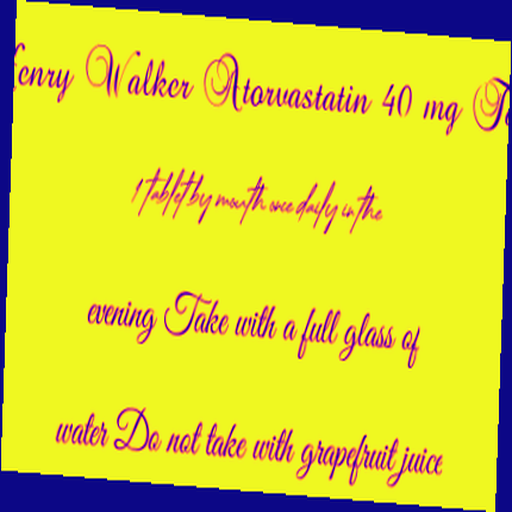 Henry Walker Atorvastatin 40 mg
1 tablet by mouth once daily in the
evening Take with a full glass of
water Do not take with grapefruit juice